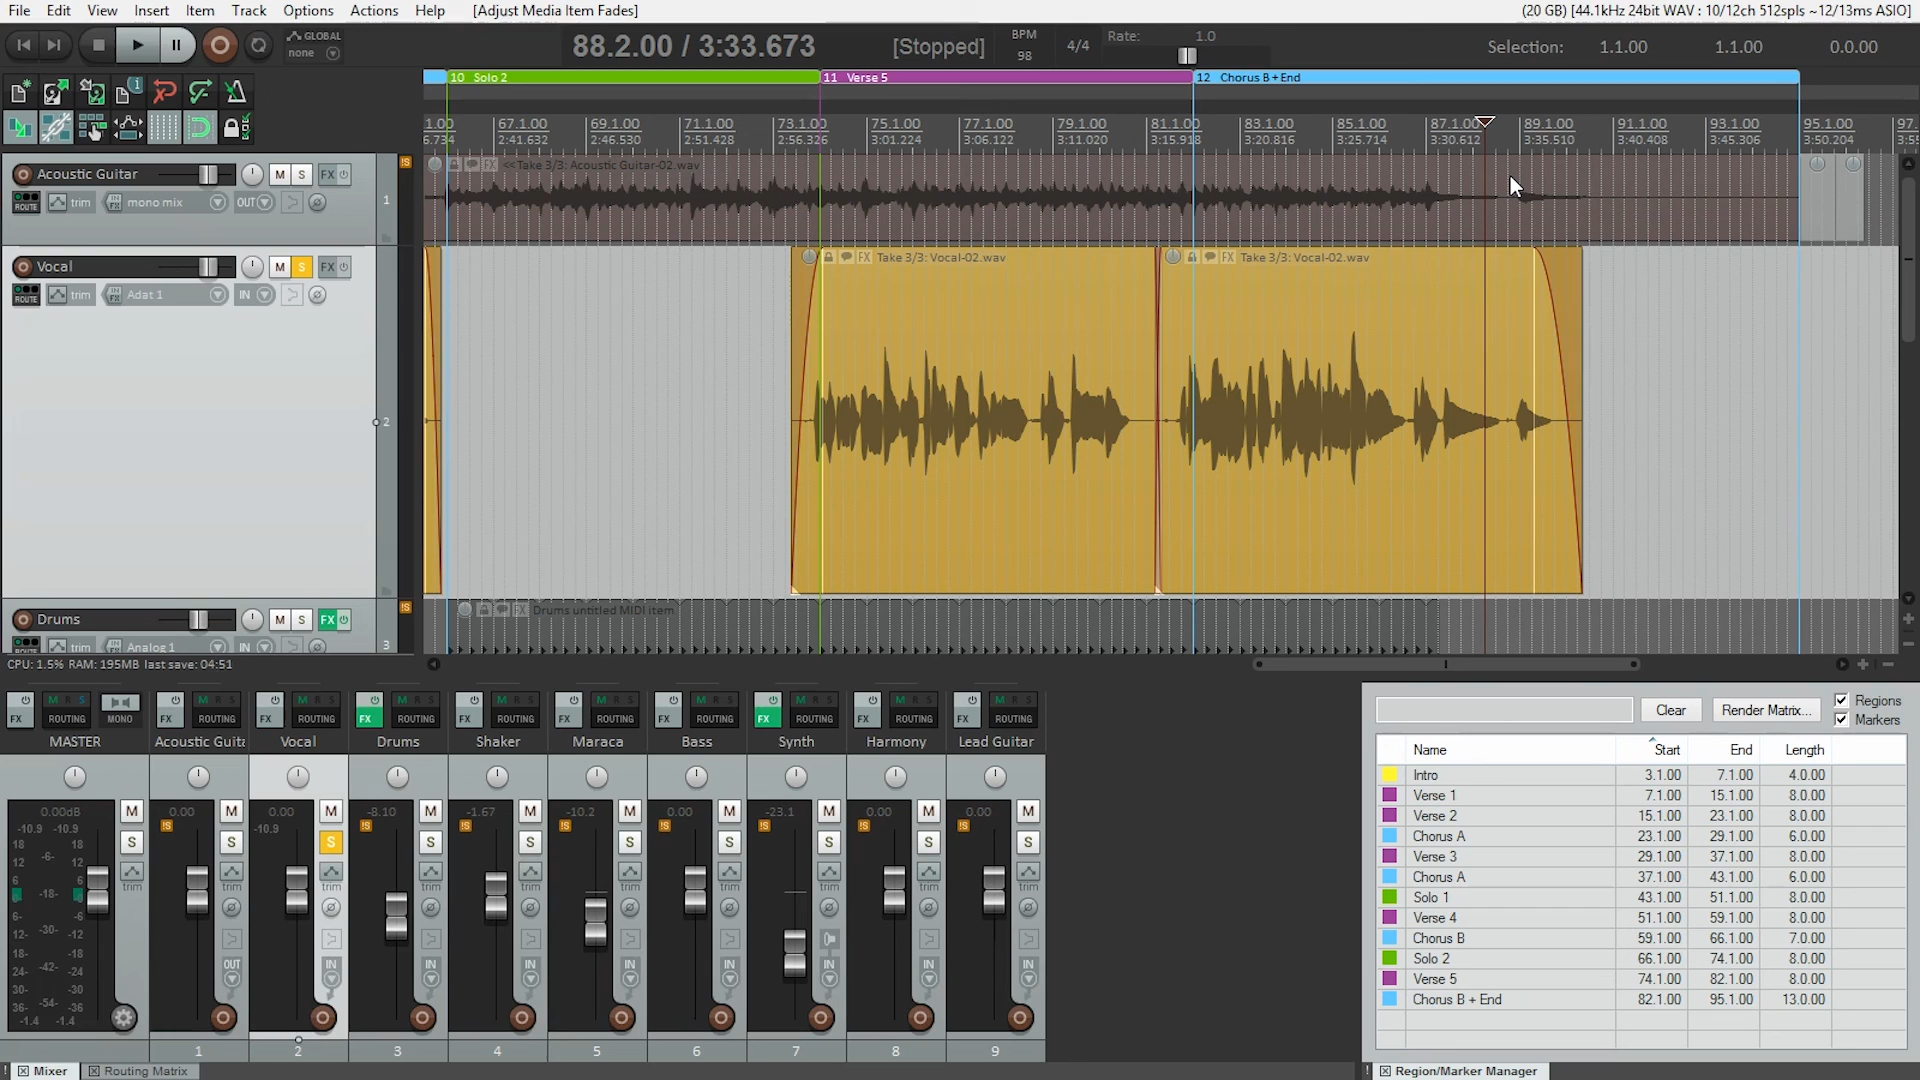 File Edit View Insert Item Track Options Actions Help [Adjust Media Item Fades] (20 GB) [44.1kHz 24bit WAV : 10/12ch 512spls ~12/13ms ASIO]
GLOBAL
none
88.2.00 / 3:33.673 [Stopped]
BPM
98
4/4
Rate: 1.0
Selection: 1.1.00 1.1.00 0.0.00
10 Solo 2 11 Verse 5 12 Chorus B + End
1.00 67.1.00 69.1.00 71.1.00 73.1.00 75.1.00 77.1.00 79.1.00 81.1.00 83.1.00 85.1.00 87.1.00 89.1.00 91.1.00 93.1.00 95.1.00 97.
6.734 2:41.632 2:46.530 2:51.428 2:56.326 3:01.224 3:06.122 3:11.020 3:15.918 3:20.816 3:25.714 3:30.612 3:35.510 3:40.408 3:45.306 3:50.204 3:55
Acoustic Guitar M S FX
ROUTE trim IN FX mono mix OUT
1
FX <<Take 3/3: Acoustic Guitar-02.wav
Vocal M S FX
ROUTE trim IN FX Adat 1 IN
2
FX Take 3/3: Vocal-02.wav
FX Take 3/3: Vocal-02.wav
Drums M S FX
ROUTE trim IN FX Analog 1 IN
3
FX Drums untitled MIDI item
CPU: 1.5% RAM: 195MB last save: 04:51
FX M R S ROUTING MONO FX M R S ROUTING FX M R S ROUTING FX M R S ROUTING FX M R S ROUTING FX M R S ROUTING FX M R S ROUTING FX M R S ROUTING FX M R S ROUTING FX M R S ROUTING
MASTER Acoustic Guita Vocal Drums Shaker Maraca Bass Synth Harmony Lead Guitar
0.00dB M 0.00 M 0.00 M -8.10 M -1.67 M -10.2 M 0.00 M -23.1 M 0.00 M 0.00 M
-10.9 -10.9 -10.9
S S S S S S S S S S
18 18
12 -6- 12
6 6
0 -18- 0
6- -6
12- -30- -12
18- -18
24- -42- -24
30- -30
36- -54- -36
-1.4 -1.4
trim trim trim trim trim trim trim trim trim trim
OUT IN IN IN IN IN IN IN IN
1 2 3 4 5 6 7 8 9
Mixer Routing Matrix
Clear Render Matrix... Regions
Markers
Name Start End Length
Intro 3.1.00 7.1.00 4.0.00
Verse 1 7.1.00 15.1.00 8.0.00
Verse 2 15.1.00 23.1.00 8.0.00
Chorus A 23.1.00 29.1.00 6.0.00
Verse 3 29.1.00 37.1.00 8.0.00
Chorus A 37.1.00 43.1.00 6.0.00
Solo 1 43.1.00 51.1.00 8.0.00
Verse 4 51.1.00 59.1.00 8.0.00
Chorus B 59.1.00 66.1.00 7.0.00
Solo 2 66.1.00 74.1.00 8.0.00
Verse 5 74.1.00 82.1.00 8.0.00
Chorus B + End 82.1.00 95.1.00 13.0.00
Region/Marker Manager